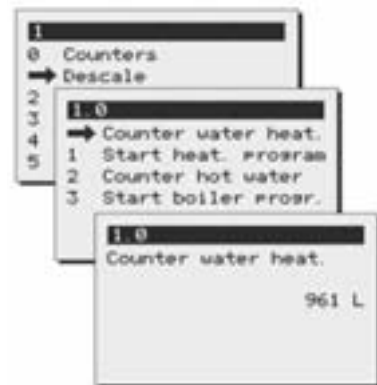 1
0 Counters
➡ Descale
2
3
4
5
1.0
➡ Counter water heat.
1 Start heat. program
2 Counter hot water
3 Start boiler progr.
1.0
Counter water heat.
961 L